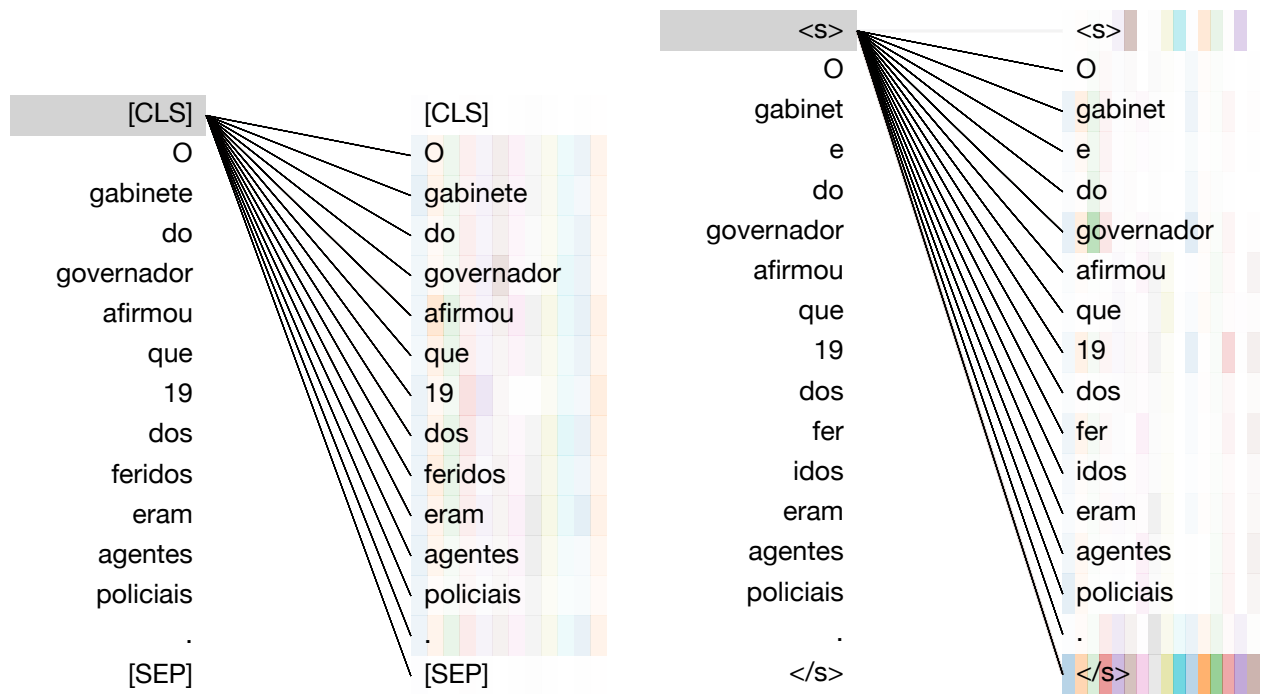 [CLS]
O
gabinete
do
governador
afirmou
que
19
dos
feridos
eram
agentes
policiais
.
[SEP]
[CLS]
O
gabinete
do
governador
afirmou
que
19
dos
feridos
eram
agentes
policiais
.
[SEP]
<s>
O
gabinet
e
do
governador
afirmou
que
19
dos
fer
idos
eram
agentes
policiais
.
</s>
<s>
O
gabinet
e
do
governador
afirmou
que
19
dos
fer
idos
eram
agentes
policiais
.
</s>